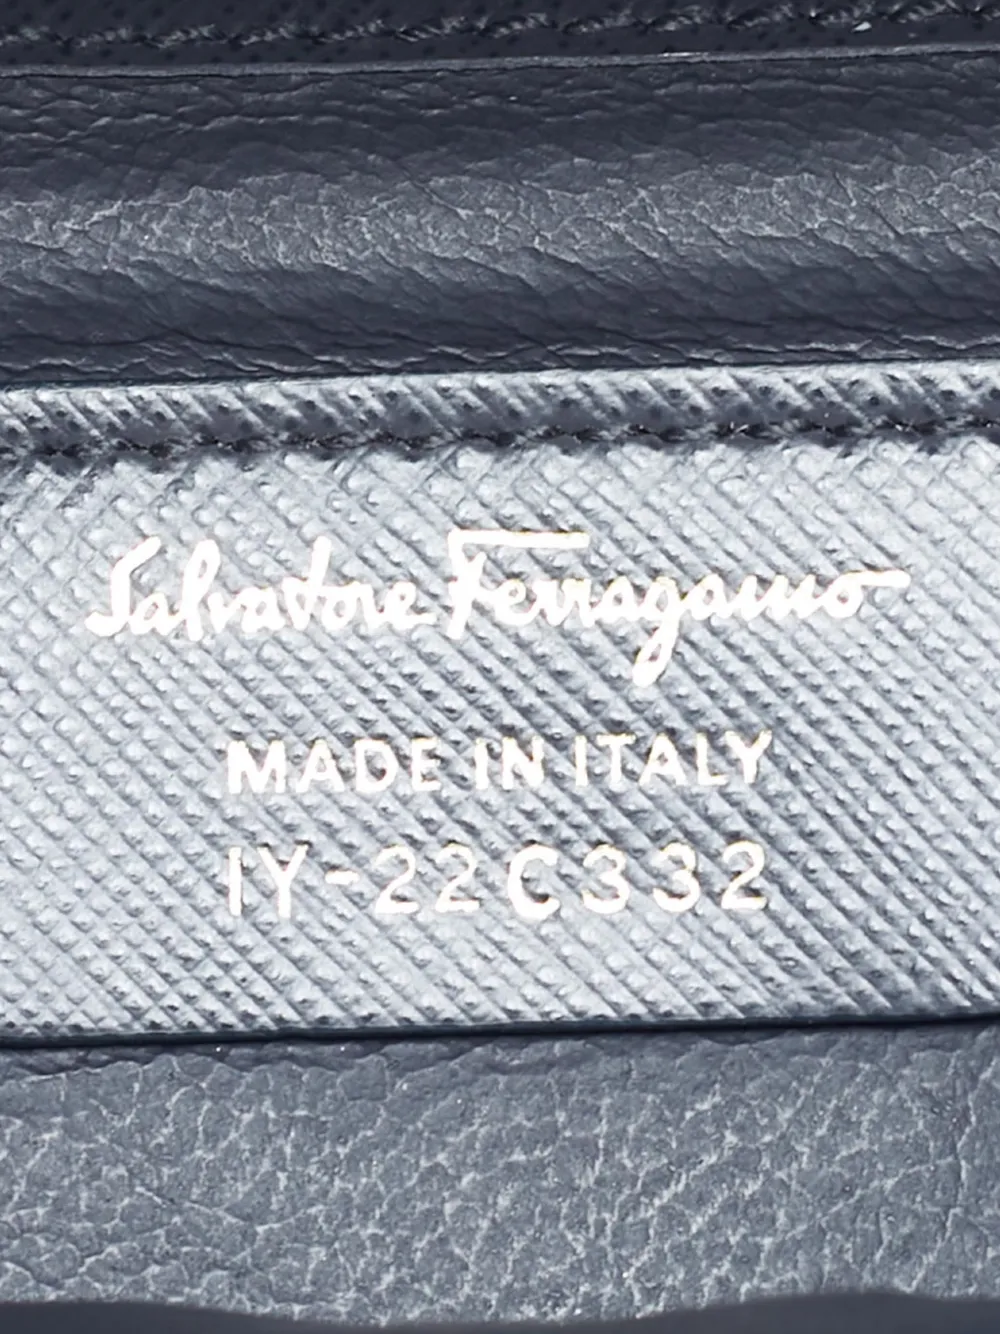 Salvatore Ferragamo
MADE IN ITALY
IY-22C332